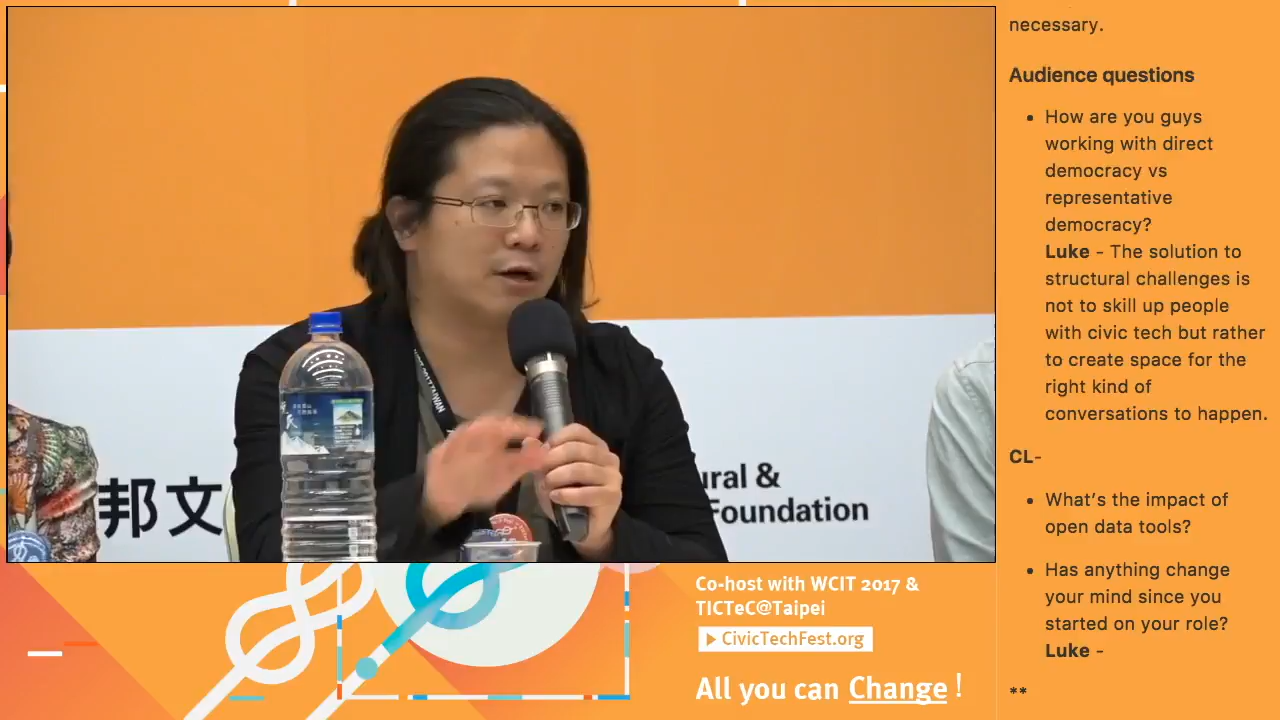 necessary.
Audience questions
• How are you guys
working with direct
democracy vs
representative
democracy?
Luke - The solution to
structural challenges is
not to skill up people
with civic tech but rather
to create space for the
right kind of
conversations to happen.
CL-
• What's the impact of
open data tools?
• Has anything change
your mind since you
started on your role?
Luke -
**
邦文
ural &
Foundation
Co-host with WCIT 2017 &
TICTeC@Taipei
CivicTechFest.org
All you can Change !